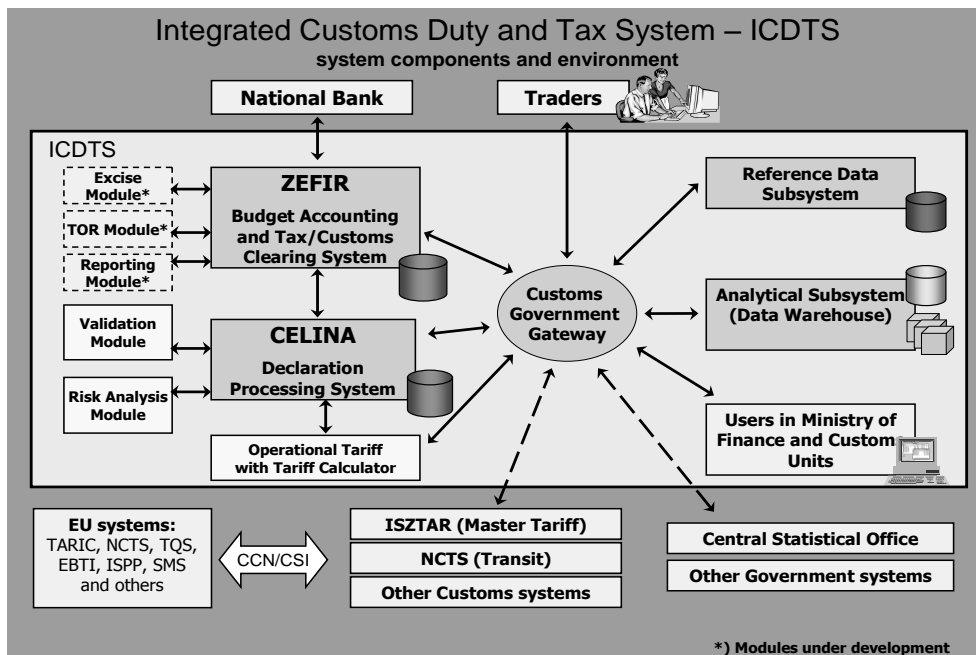 Integrated Customs Duty and Tax System – ICDTS
system components and environment
National Bank
Traders
ICDTS
Excise
Module*
TOR Module*
Reporting
Module*
Validation
Module
Risk Analysis
Module
ZEFIR
Budget Accounting
and Tax/Customs
Clearing System
CELINA
Declaration
Processing System
Operational Tariff
with Tariff Calculator
Customs
Government
Gateway
Reference Data
Subsystem
Analytical Subsystem
(Data Warehouse)
Users in Ministry of
Finance and Custom
Units
EU systems:
TARIC, NCTS, TQS,
EBTI, ISPP, SMS
and others
CCN/CSI
ISZTAR (Master Tariff)
NCTS (Transit)
Other Customs systems
Central Statistical Office
Other Government systems
*) Modules under development